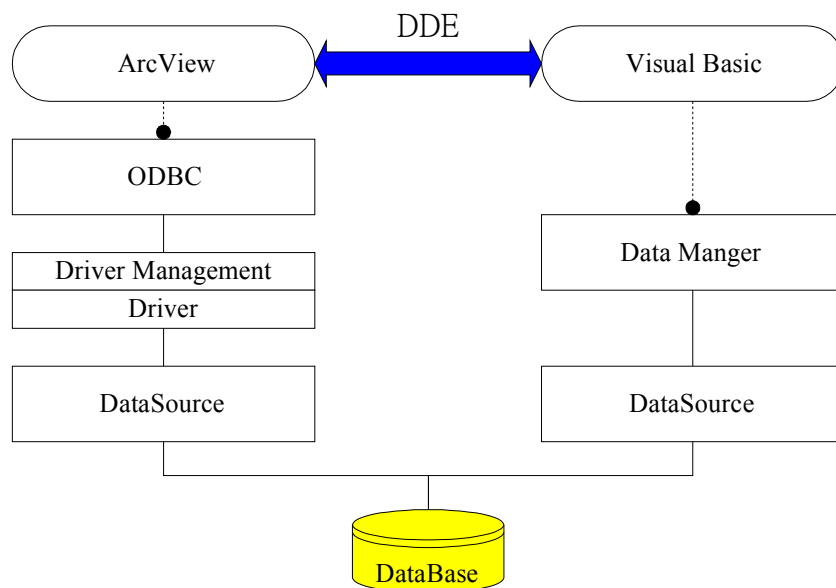 DDE
ArcView
Visual Basic
ODBC
Data Manger
Driver Management
Driver
DataSource
DataSource
DataBase